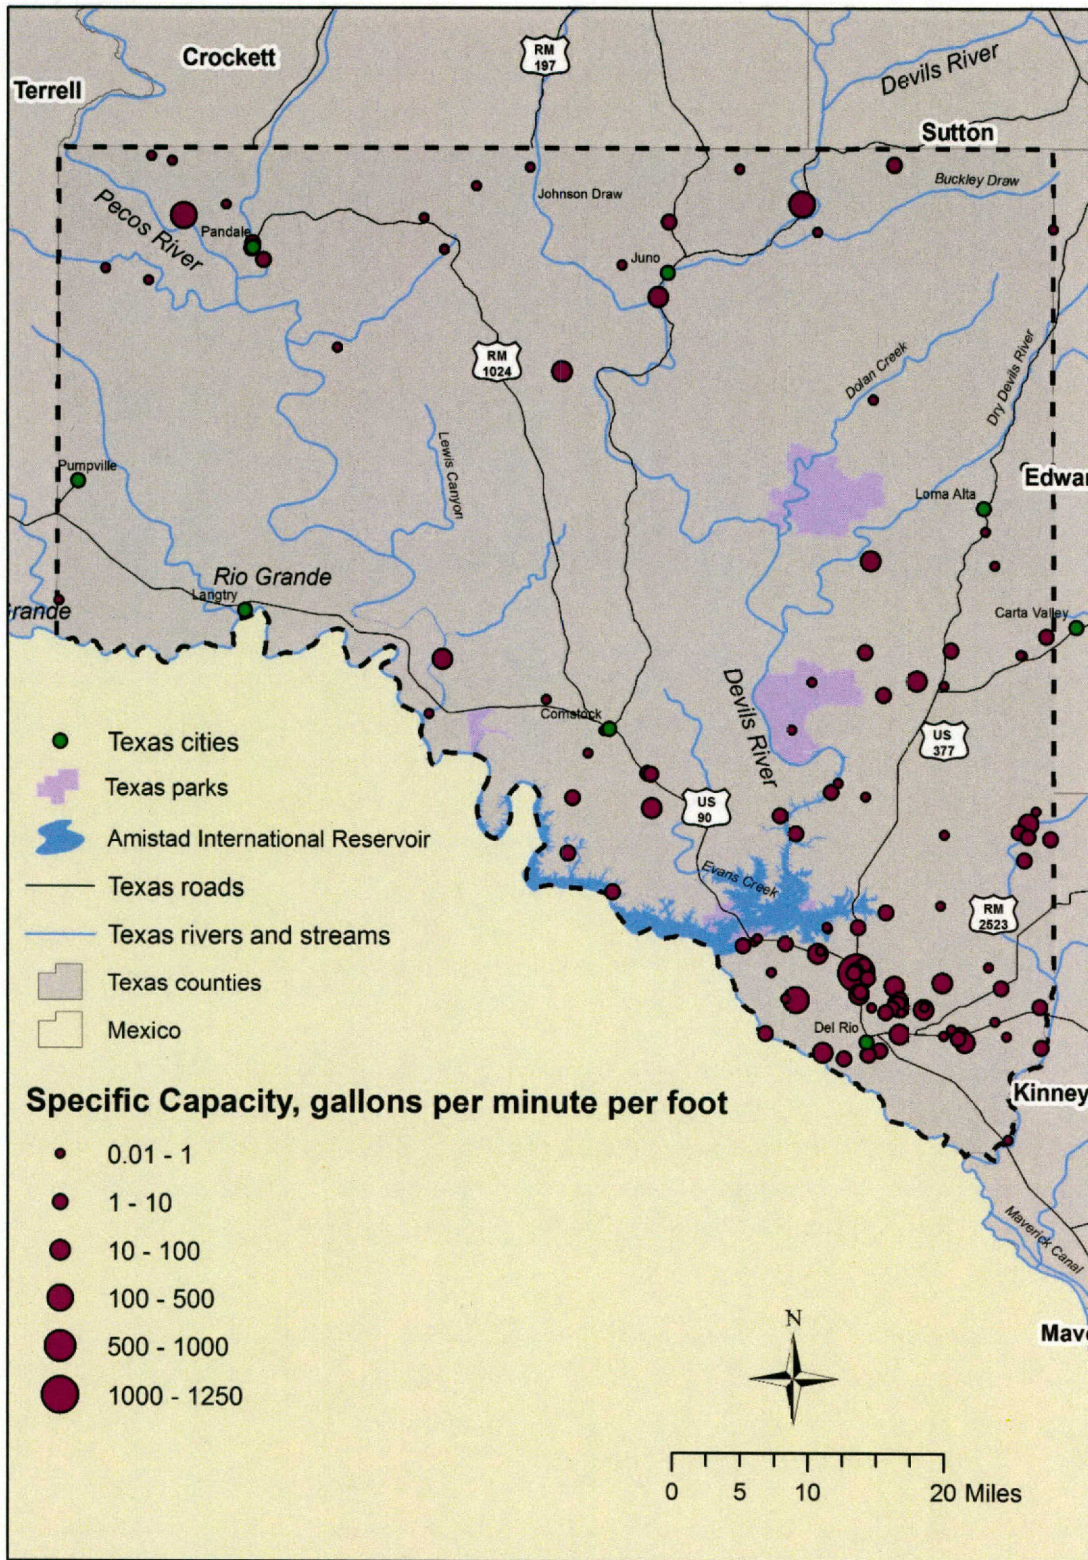 Crockett
RM
197
Devils River
Terrell
Sutton
Buckley Draw
Johnson Draw
Pecos River
Pandale
Juno
RM
1024
Dolan Creek
Dry Devils River
Lewis Canyon
Pumpville
Edwar
Loma Alta
Rio Grande
Langtry
Grande
Carta Valley
Devils River
Comstock
US
377
US
90
Evans Creek
RM
2523
Del Rio
Kinney
Maverick Canal
Mave
Texas cities
Texas parks
Amistad International Reservoir
Texas roads
Texas rivers and streams
Texas counties
Mexico
Specific Capacity, gallons per minute per foot
0.01 - 1
1 - 10
10 - 100
100 - 500
500 - 1000
1000 - 1250
N
0 5 10 20 Miles